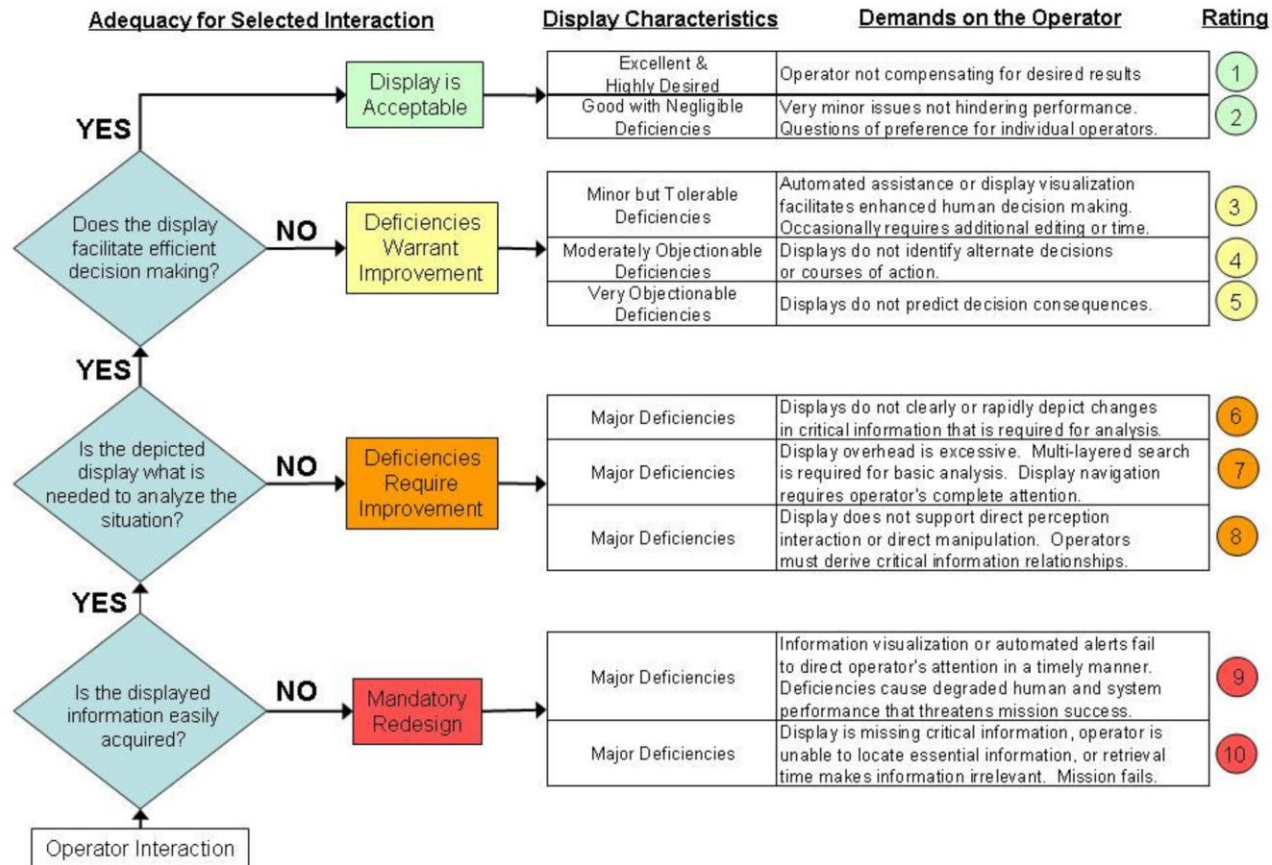 Adequacy for Selected Interaction
Display Characteristics
Demands on the Operator
Rating
Display is
Acceptable
Excellent &
Highly Desired
Operator not compensating for desired results
1
Good with Negligible
Deficiencies
Very minor issues not hindering performance.
Questions of preference for individual operators.
2
YES
Does the display
facilitate efficient
decision making?
NO
Deficiencies
Warrant
Improvement
Minor but Tolerable
Deficiencies
Automated assistance or display visualization
facilitates enhanced human decision making.
Occasionally requires additional editing or time.
3
Moderately Objectionable
Deficiencies
Displays do not identify alternate decisions
or courses of action.
4
Very Objectionable
Deficiencies
Displays do not predict decision consequences.
5
YES
Is the depicted
display what is
needed to analyze the
situation?
NO
Deficiencies
Require
Improvement
Major Deficiencies
Displays do not clearly or rapidly depict changes
in critical information that is required for analysis.
6
Major Deficiencies
Display overhead is excessive. Multi-layered search
is required for basic analysis. Display navigation
requires operator's complete attention.
7
Major Deficiencies
Display does not support direct perception
interaction or direct manipulation. Operators
must derive critical information relationships.
8
YES
Is the displayed
information easily
acquired?
NO
Mandatory
Redesign
Major Deficiencies
Information visualization or automated alerts fail
to direct operator's attention in a timely manner.
Deficiencies cause degraded human and system
performance that threatens mission success.
9
Major Deficiencies
Display is missing critical information, operator is
unable to locate essential information, or retrieval
time makes information irrelevant. Mission fails.
10
Operator Interaction